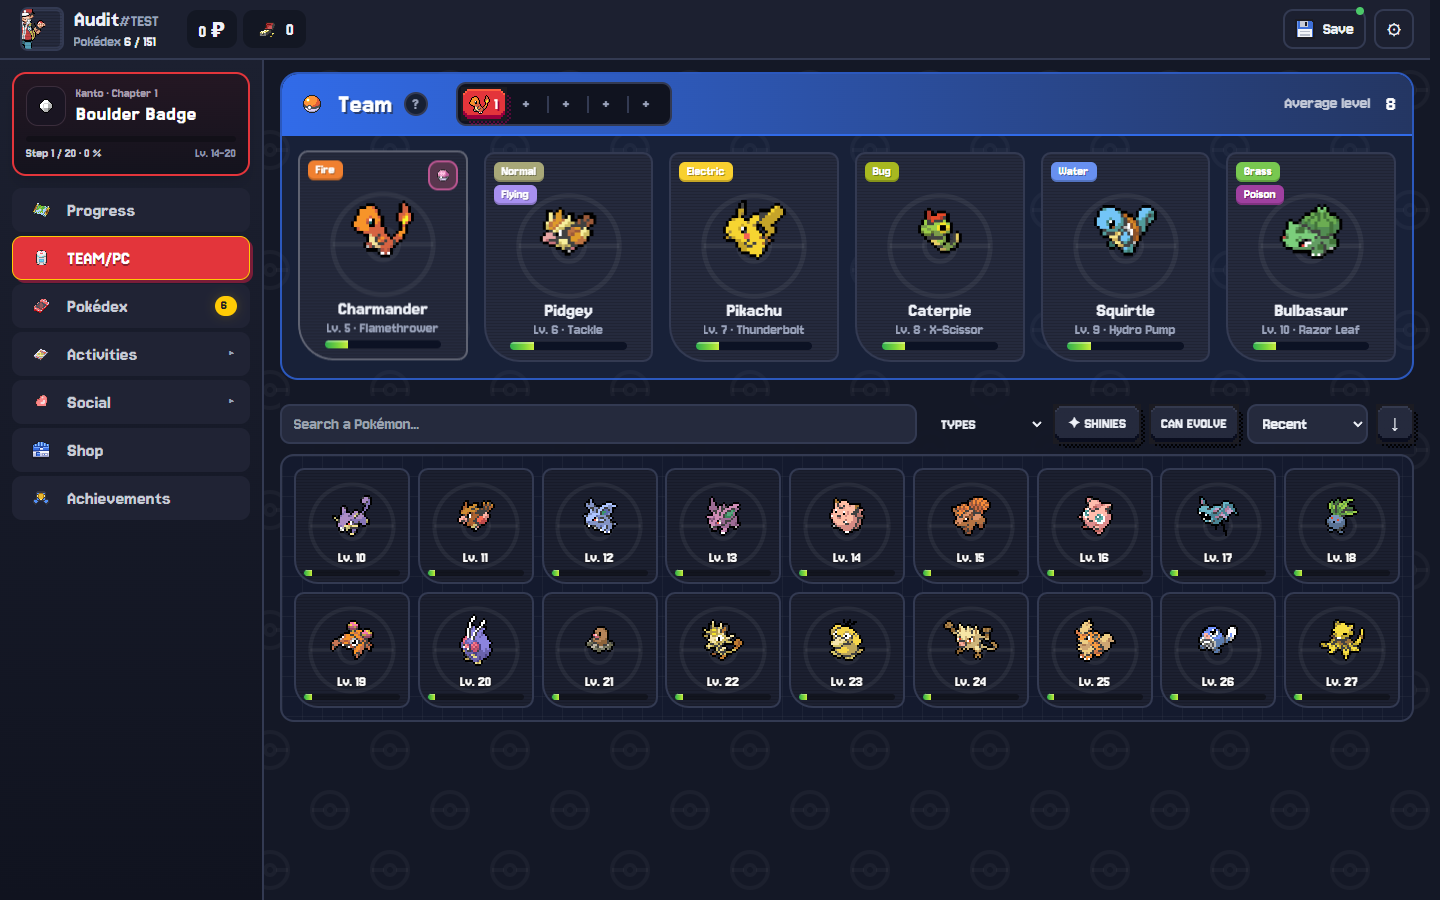 Audit#TEST
Pokédex 6 / 151
0 ₽
0
Save
Kanto · Chapter 1
Boulder Badge
Step 1 / 20 · 0 %
Lv. 14-20
Progress
TEAM/PC
Pokédex
6
Activities
Social
Shop
Achievements
Team
?
1
+
+
+
+
Average level 8
Fire
Charmander
Lv. 5 · Flamethrower
Normal
Flying
Pidgey
Lv. 6 · Tackle
Electric
Pikachu
Lv. 7 · Thunderbolt
Bug
Caterpie
Lv. 8 · X-Scissor
Water
Squirtle
Lv. 9 · Hydro Pump
Grass
Poison
Bulbasaur
Lv. 10 · Razor Leaf
Search a Pokémon...
TYPES
✦ SHINIES
CAN EVOLVE
Recent
↓
Lv. 10
Lv. 11
Lv. 12
Lv. 13
Lv. 14
Lv. 15
Lv. 16
Lv. 17
Lv. 18
Lv. 19
Lv. 20
Lv. 21
Lv. 22
Lv. 23
Lv. 24
Lv. 25
Lv. 26
Lv. 27